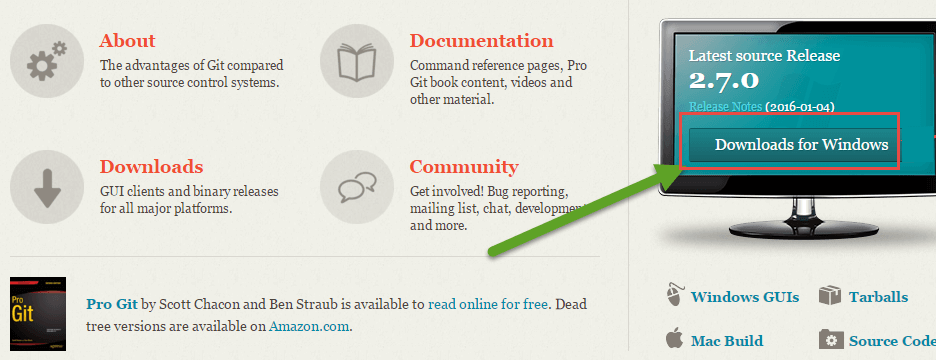 About
The advantages of Git compared
to other source control systems.
Documentation
Command reference pages, Pro
Git book content, videos and
other material.
Downloads
GUI clients and binary releases
for all major platforms.
Community
Get involved! Bug reporting,
mailing list, chat, development
and more.
Pro
Git
Pro Git by Scott Chacon and Ben Straub is available to read online for free. Dead
tree versions are available on Amazon.com.
Latest source Release
2.7.0
Release Notes (2016-01-04)
Downloads for Windows
Windows GUIs
Tarballs
Mac Build
Source Code